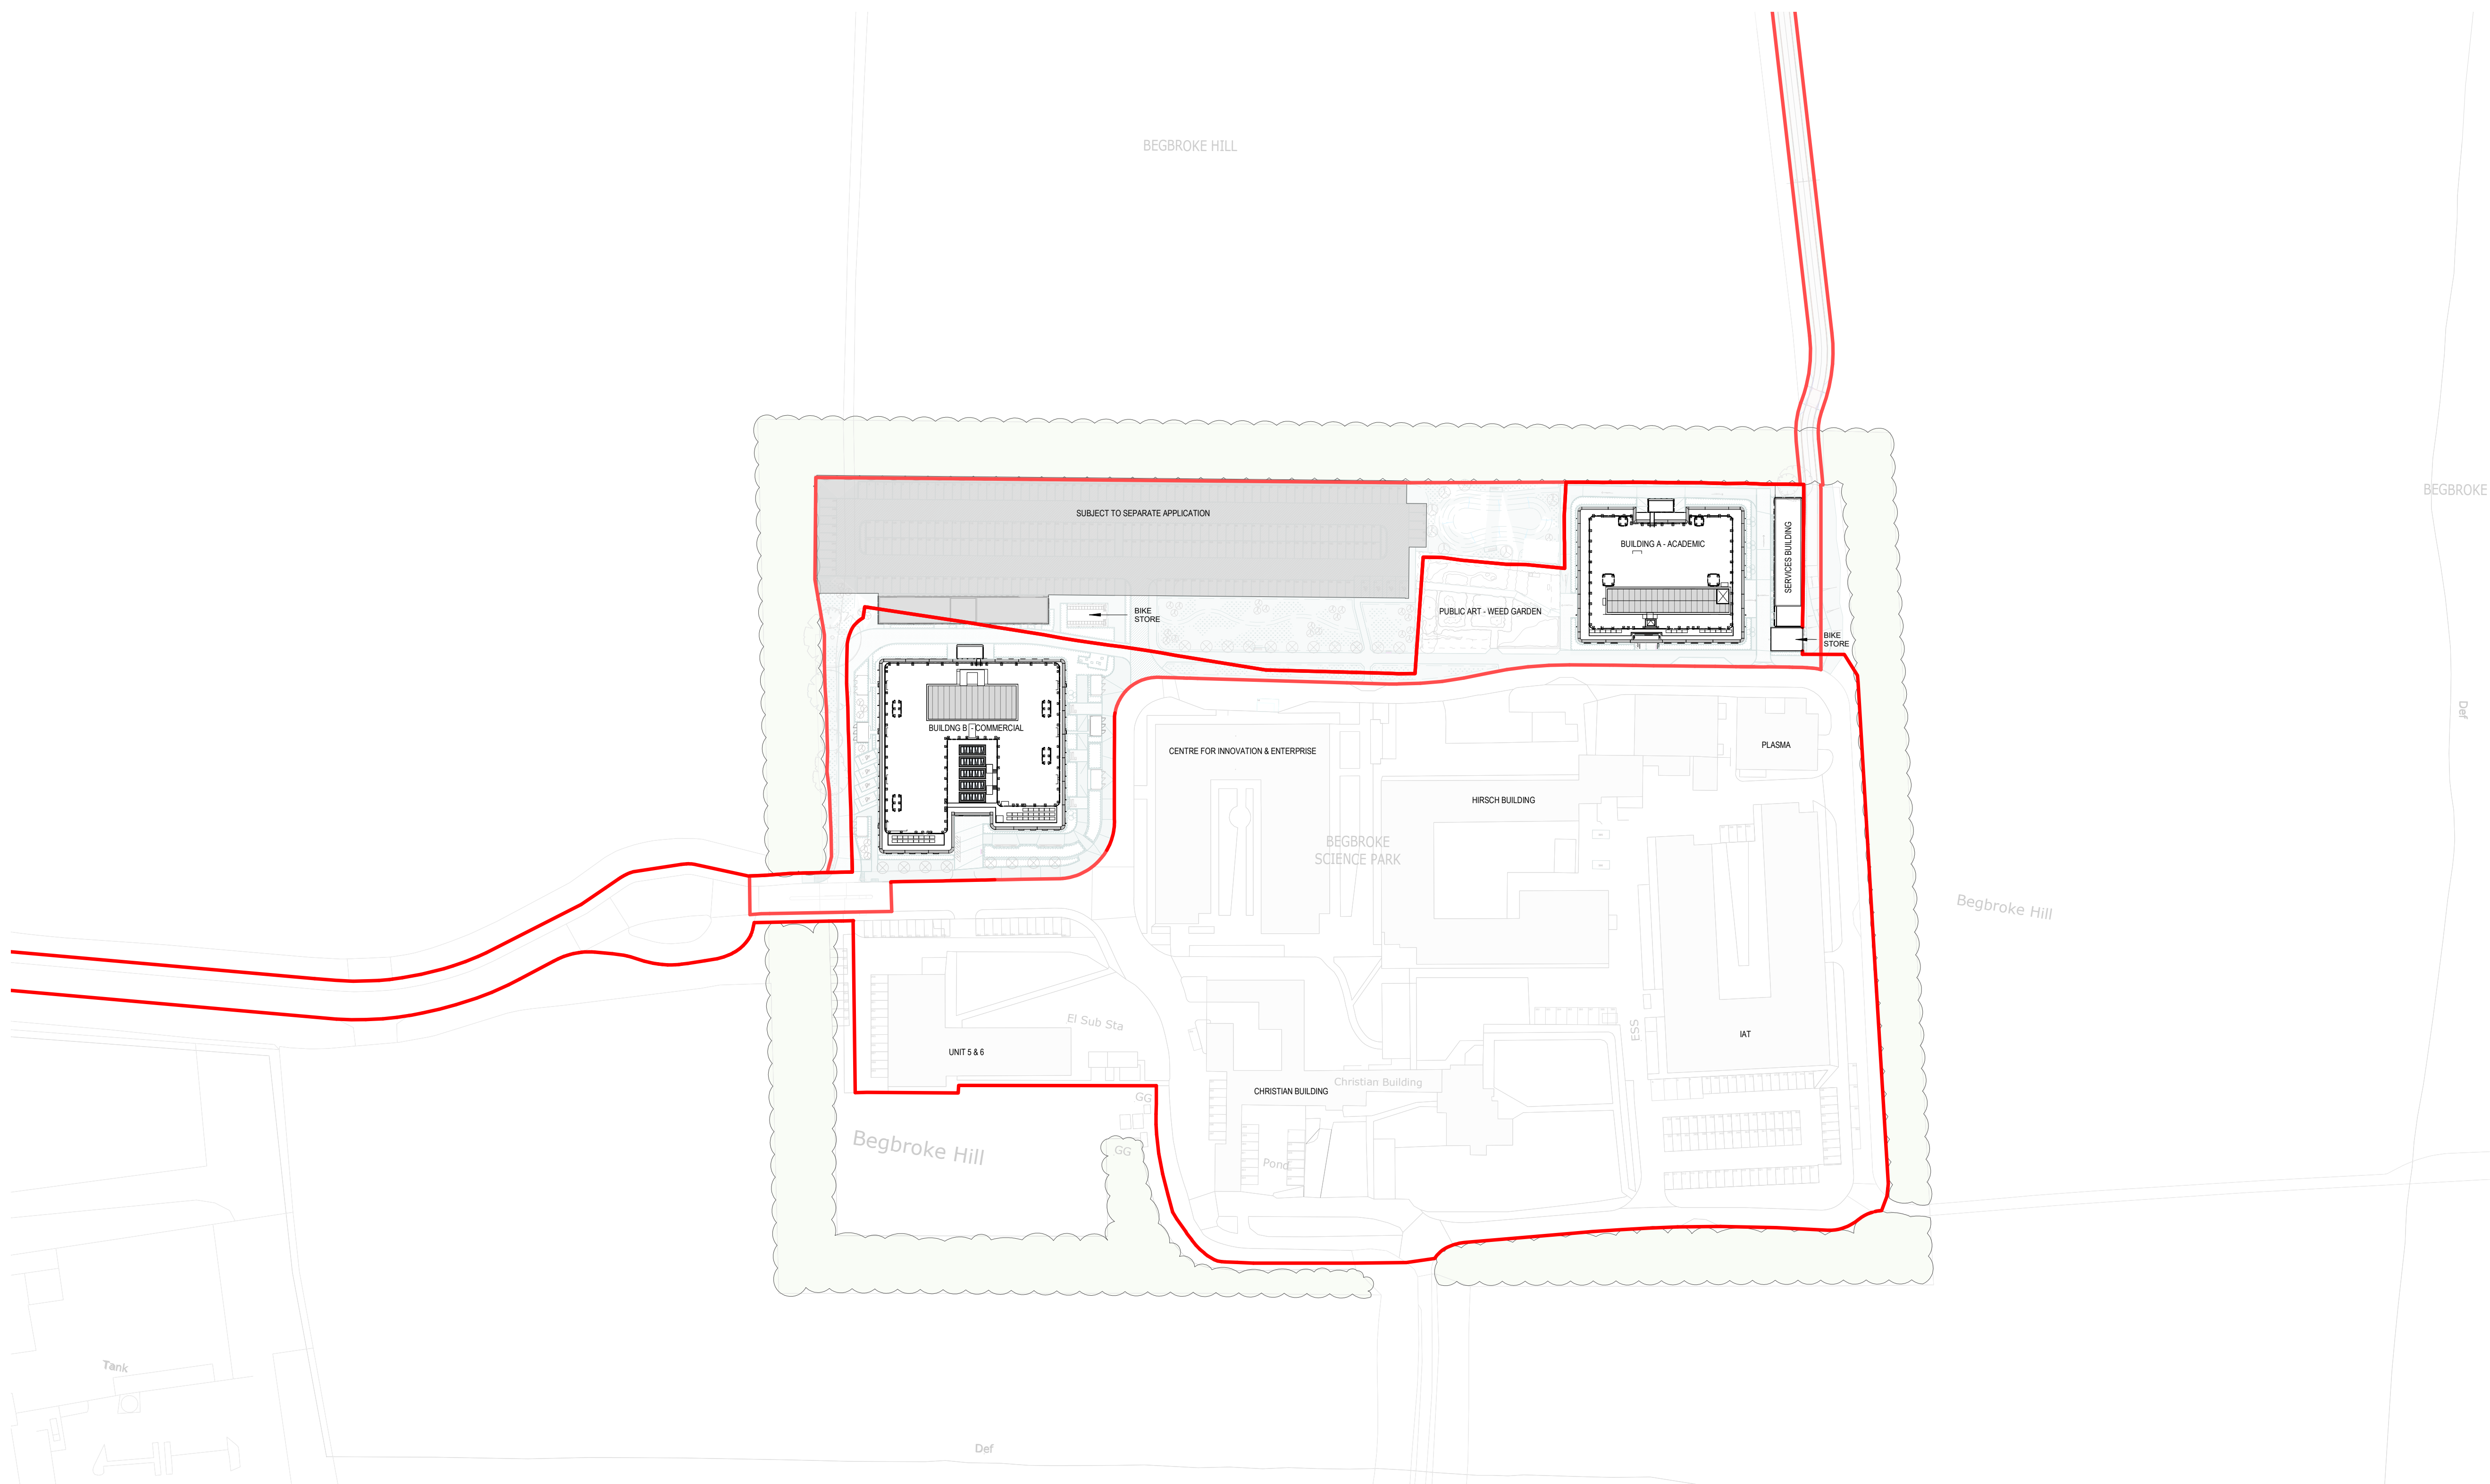 BEGBROKE HILL
BEGBROKE
SUBJECT TO SEPARATE APPLICATION
BUILDING A - ACADEMIC
SERVICES BUILDING
BIKE
STORE
PUBLIC ART - WEED GARDEN
BIKE
STORE
BUILDNG B - COMMERCIAL
Def
CENTRE FOR INNOVATION & ENTERPRISE
PLASMA
HIRSCH BUILDING
BEGBROKE
SCIENCE PARK
Begbroke Hill
El Sub Sta
ESS
IAT
UNIT 5 & 6
CHRISTIAN BUILDING
Christian Building
GG
Begbroke Hill
GG
Pond
Tank
Def